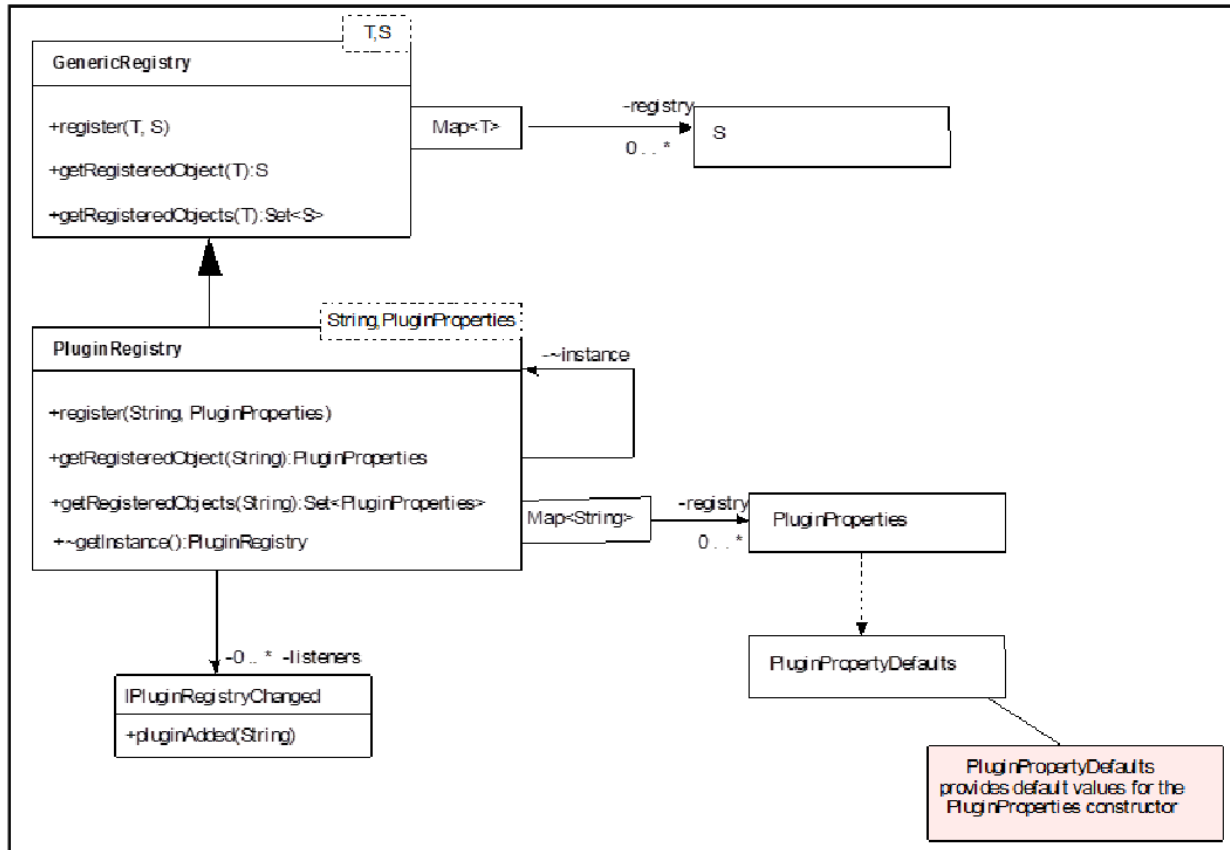 T,S
GenericRegistry
+register(T, S)
+getRegisteredObject(T):S
+getRegisteredObjects(T):Set<S>
Map<T>
-registry
0 . . *
S
String,PluginProperties
PluginRegistry
-~instance
+register(String, PluginProperties)
+getRegisteredObject(String):PluginProperties
+getRegisteredObjects(String):Set<PluginProperties>
+~getInstance():PluginRegistry
Map<String>
-registry
0 . . *
PluginProperties
PluginPropertyDefaults
-0 . . * -listeners
IPluginRegistryChanged
+pluginAdded(String)
PluginPropertyDefaults
provides default values for the
PluginProperties constructor